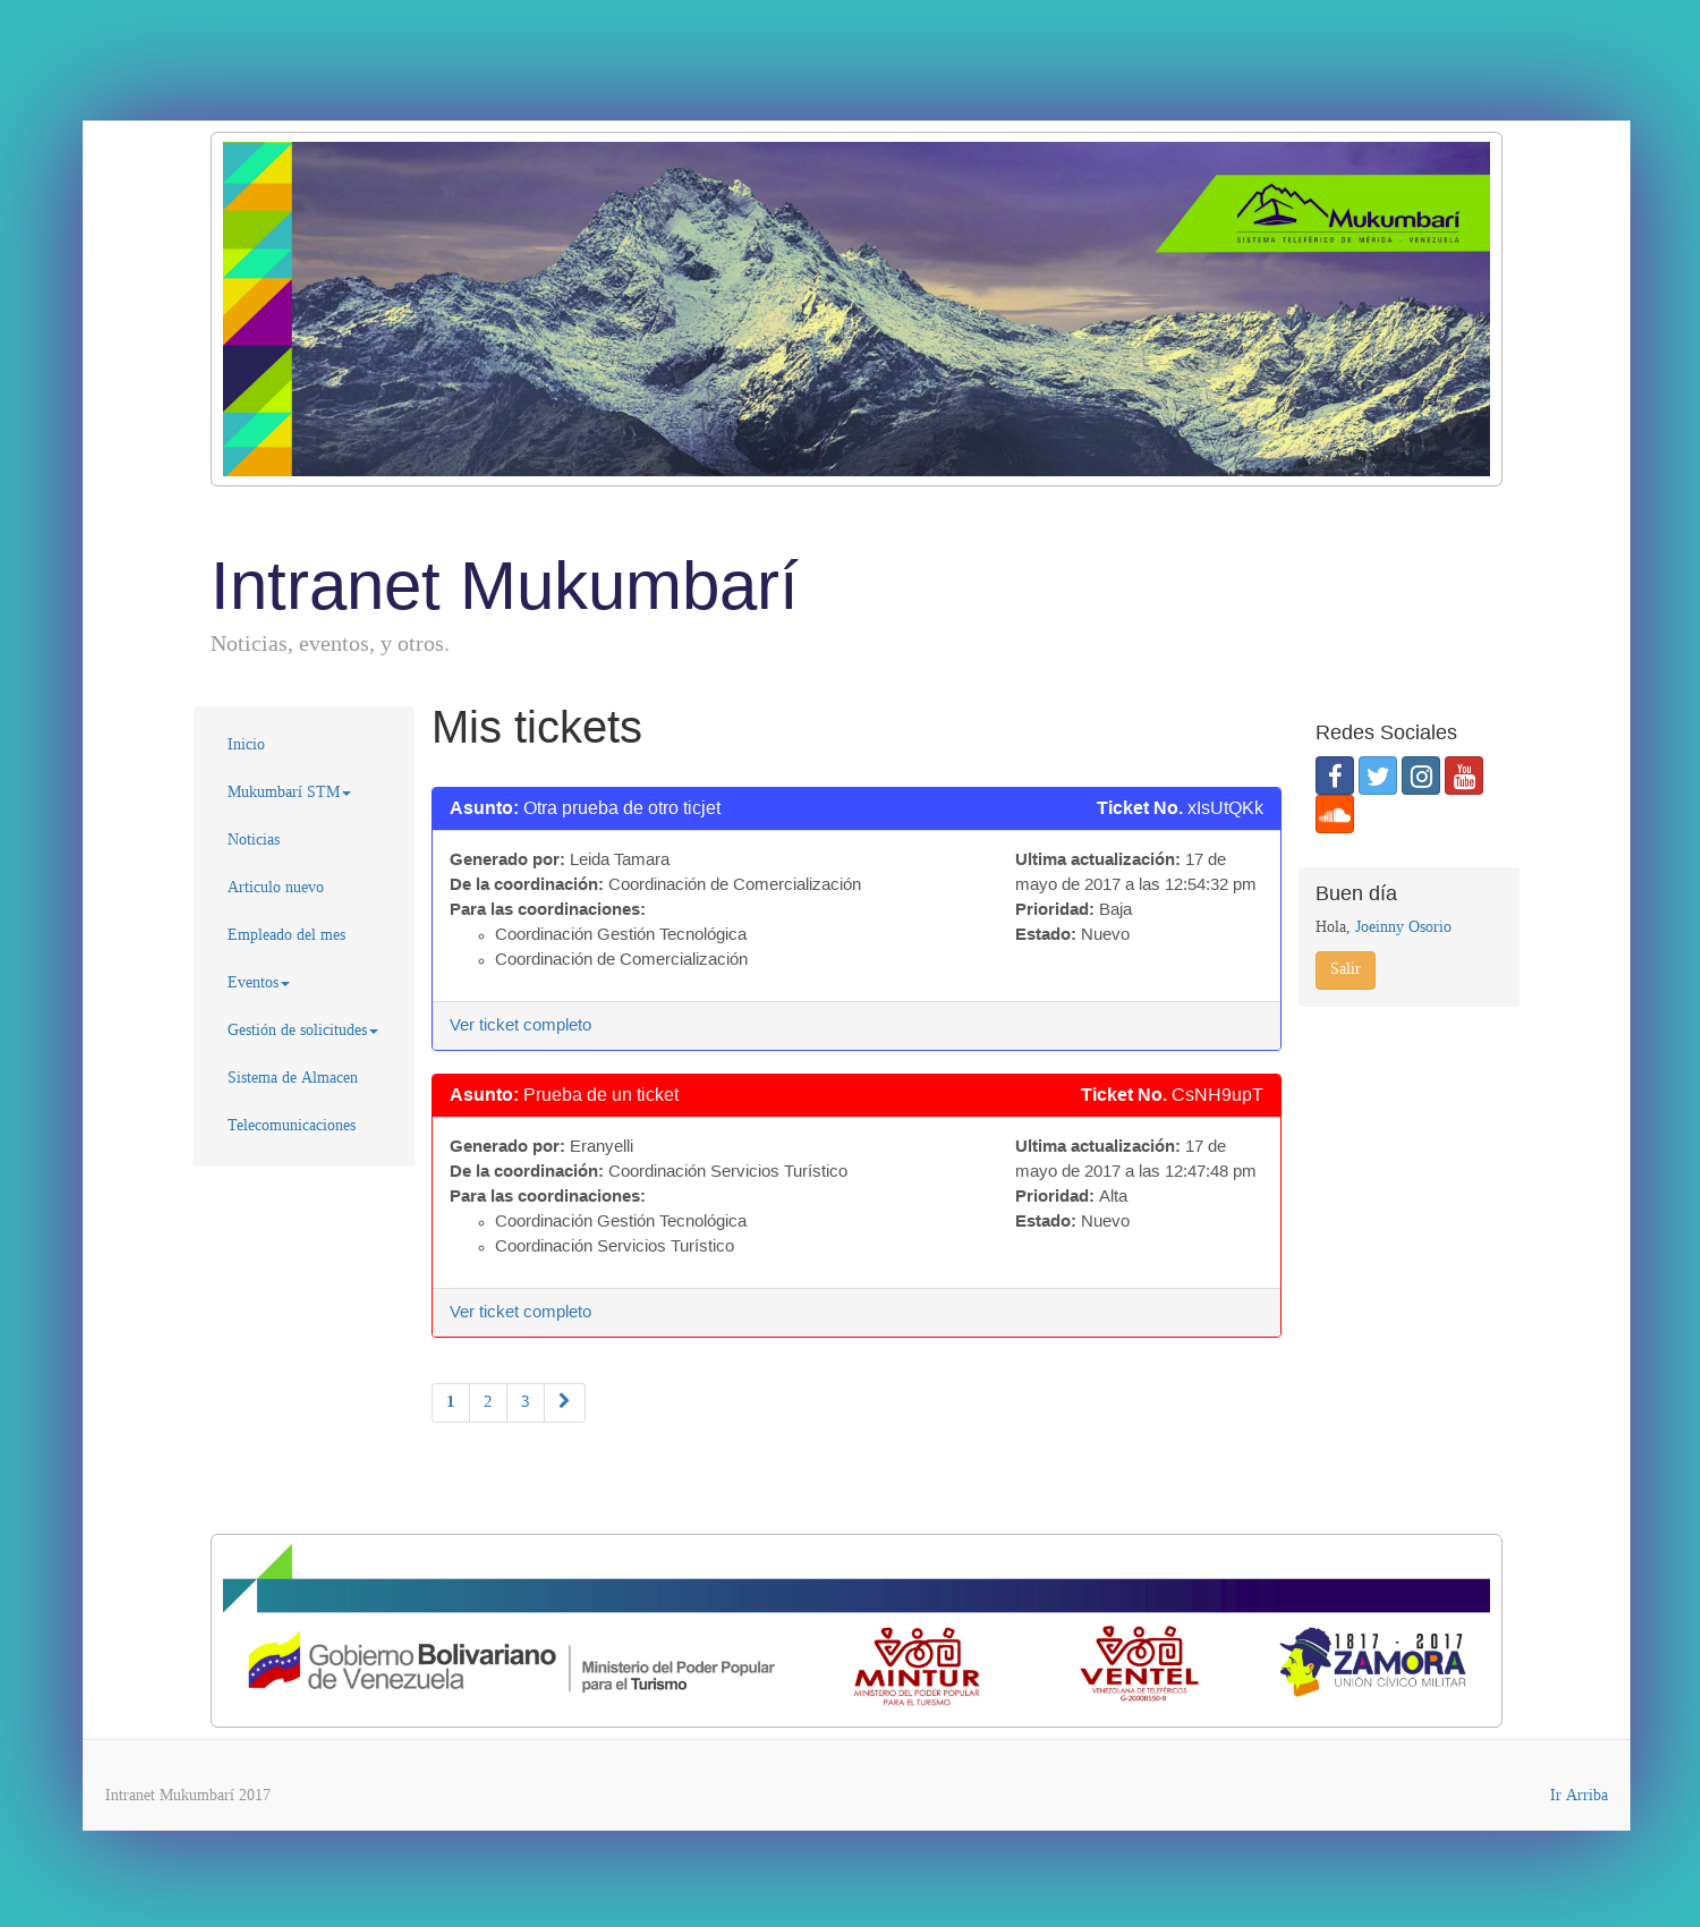 Mukumbarí
SISTEMA TELEFÉRICO DE MÉRIDA - VENEZUELA
Intranet Mukumbarí
Noticias, eventos, y otros.
Inicio
Mukumbarí STM
Noticias
Articulo nuevo
Empleado del mes
Eventos
Gestión de solicitudes
Sistema de Almacen
Telecomunicaciones
Mis tickets
Asunto: Otra prueba de otro ticjet
Ticket No. xIsUtQKk
Generado por: Leida Tamara
De la coordinación: Coordinación de Comercialización
Para las coordinaciones:
Coordinación Gestión Tecnológica
Coordinación de Comercialización
Ultima actualización: 17 de
mayo de 2017 a las 12:54:32 pm
Prioridad: Baja
Estado: Nuevo
Ver ticket completo
Asunto: Prueba de un ticket
Ticket No. CsNH9upT
Generado por: Eranyelli
De la coordinación: Coordinación Servicios Turístico
Para las coordinaciones:
Coordinación Gestión Tecnológica
Coordinación Servicios Turístico
Ultima actualización: 17 de
mayo de 2017 a las 12:47:48 pm
Prioridad: Alta
Estado: Nuevo
Ver ticket completo
1 2 3
Redes Sociales
You
Tube
Buen día
Hola, Joeinny Osorio
Salir
Gobierno Bolivariano
de Venezuela
Ministerio del Poder Popular
para el Turismo
MINTUR
MINISTERIO DEL PODER POPULAR
PARA EL TURISMO
VENTEL
VENEZOLANA DE TELEFÉRICOS
G-20008550-9
1817 - 2017
ZAMORA
UNIÓN CÍVICO MILITAR
Intranet Mukumbarí 2017
Ir Arriba